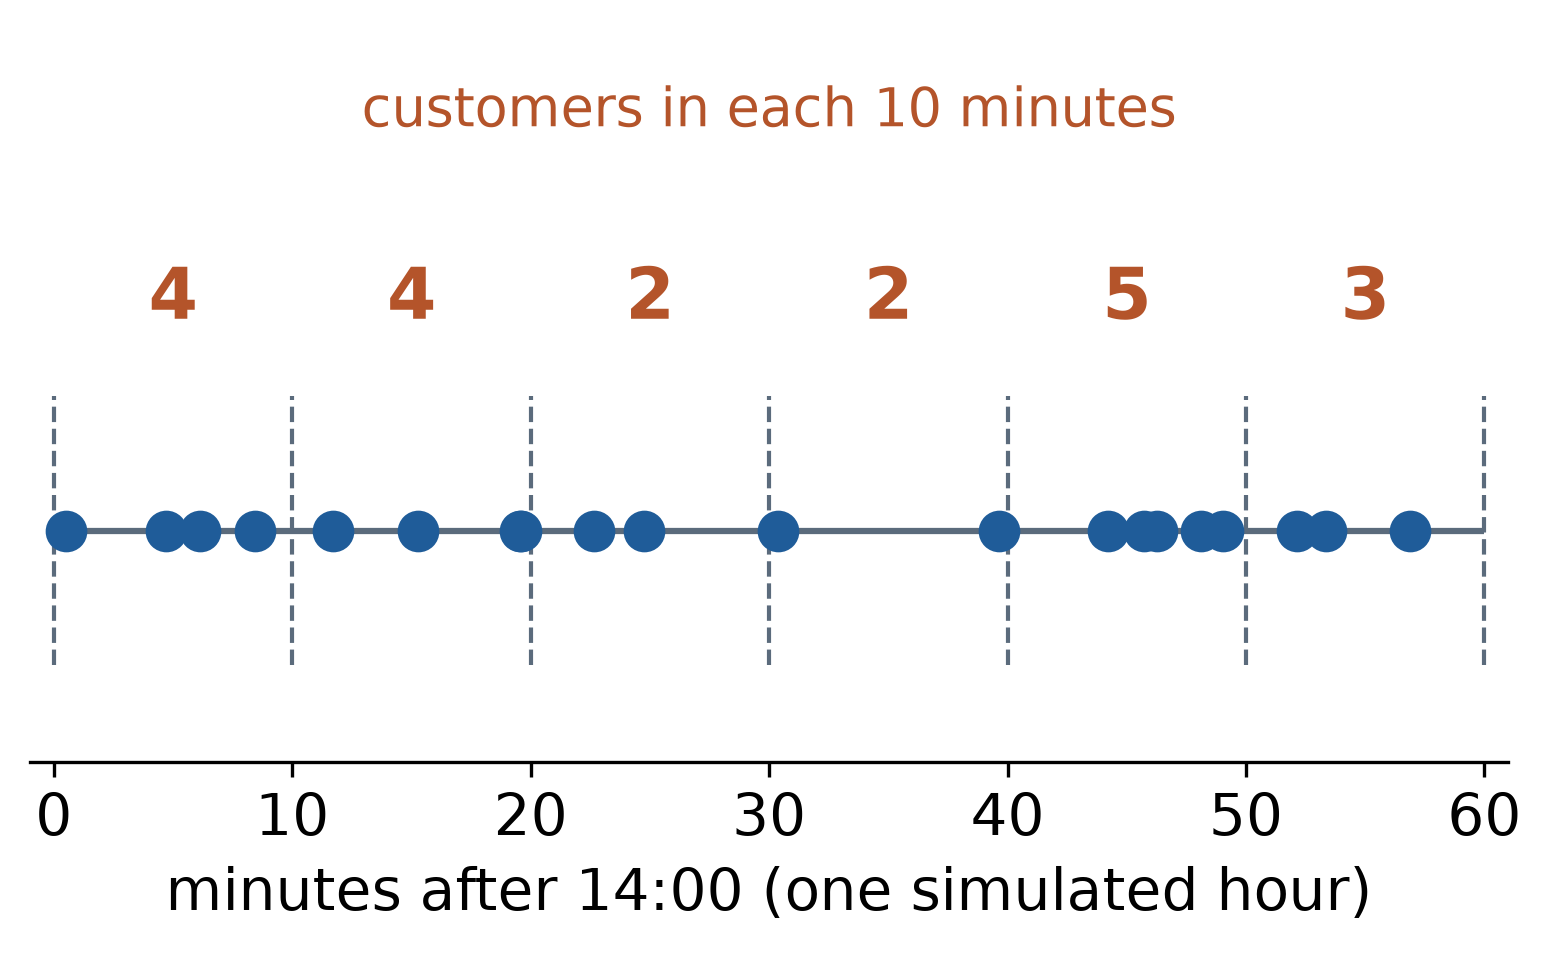 customers in each 10 minutes
4 4 2 2 5 3
0 10 20 30 40 50 60
minutes after 14:00 (one simulated hour)